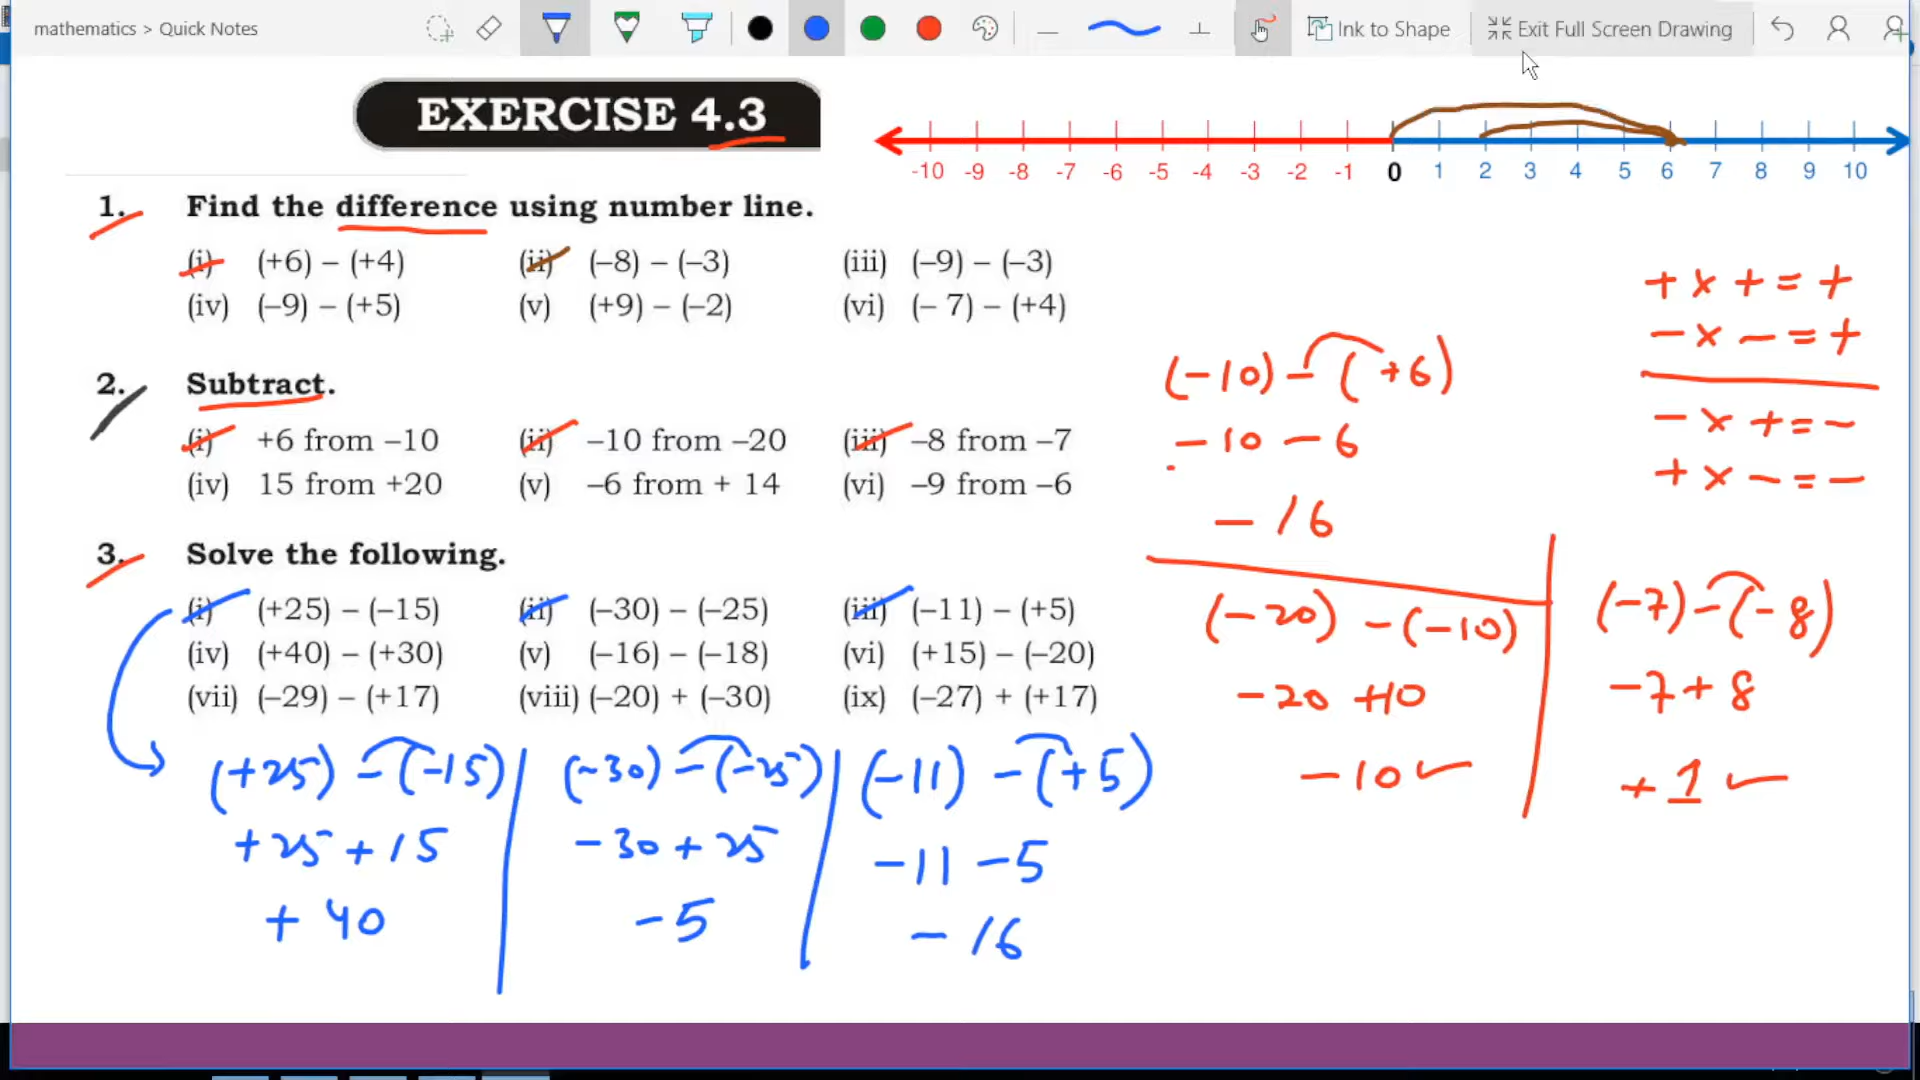 mathematics > Quick Notes
Ink to Shape
Exit Full Screen Drawing
EXERCISE 4.3
-10 -9 -8 -7 -6 -5 -4 -3 -2 -1 0 1 2 3 4 5 6 7 8 9 10
1. Find the difference using number line.
(i) (+6) – (+4) (ii) (–8) – (–3) (iii) (–9) – (–3)
(iv) (–9) – (+5) (v) (+9) – (–2) (vi) (– 7) – (+4)
2. Subtract.
(i) +6 from –10 (ii) –10 from –20 (iii) –8 from –7
(iv) 15 from +20 (v) –6 from + 14 (vi) –9 from –6
3. Solve the following.
(i) (+25) – (–15) (ii) (–30) – (–25) (iii) (–11) – (+5)
(iv) (+40) – (+30) (v) (–16) – (–18) (vi) (+15) – (–20)
(vii) (–29) – (+17) (viii) (–20) + (–30) (ix) (–27) + (+17)
(+25) – (–15)
+25 + 15
+ 40
(–30) – (–25)
– 30 + 25
– 5
(–11) – (+5)
– 11 – 5
– 16
(–10) – (+6)
– 10 – 6
– 16
(–20) – (–10)
– 20 + 10
– 10
(–7) – (–8)
– 7 + 8
+ 1
+ × + = +
– × – = +
– × + = –
+ × – = –